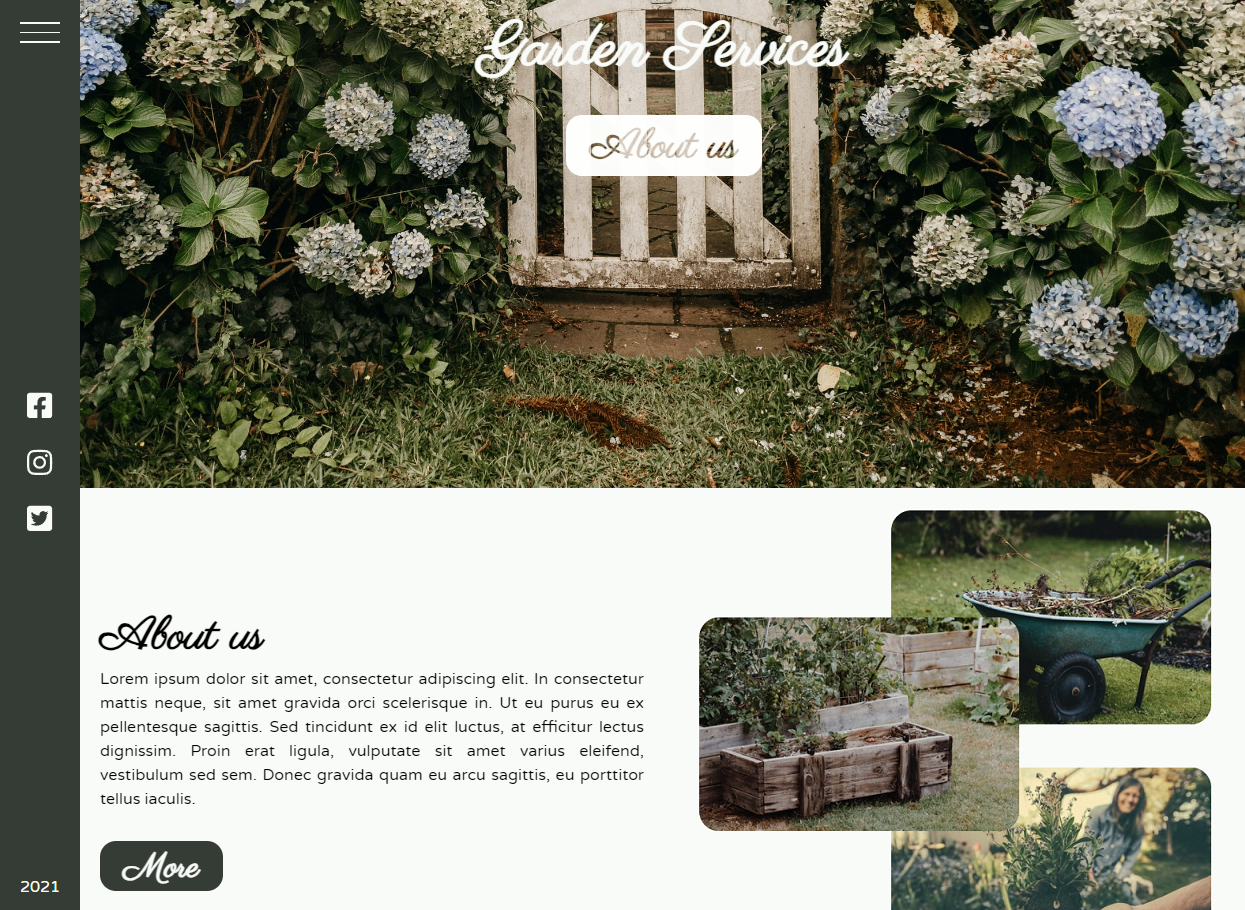 Garden Services
About us
About us
Lorem ipsum dolor sit amet, consectetur adipiscing elit. In consectetur
mattis neque, sit amet gravida orci scelerisque in. Ut eu purus eu ex
pellentesque sagittis. Sed tincidunt ex id elit luctus, at efficitur lectus
dignissim. Proin erat ligula, vulputate sit amet varius eleifend,
vestibulum sed sem. Donec gravida quam eu arcu sagittis, eu porttitor
tellus iaculis.
More
2021